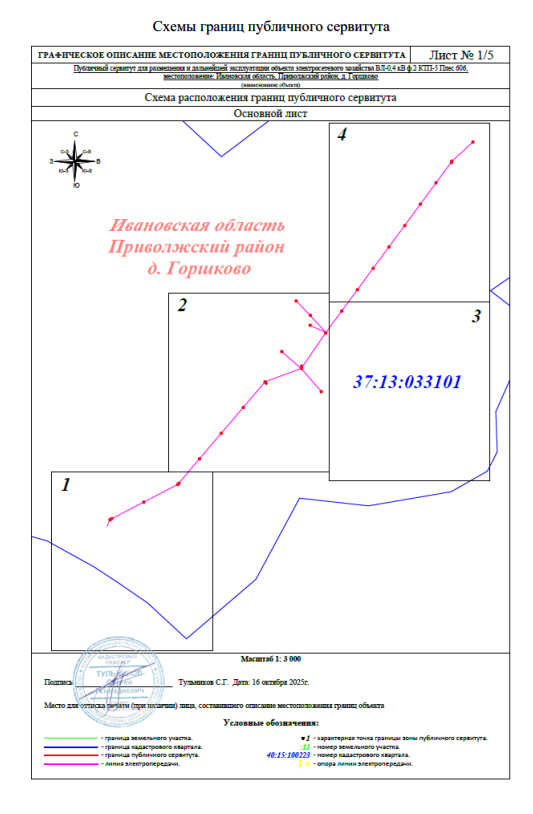 Схемы границ публичного сервитута
ГРАФИЧЕСКОЕ ОПИСАНИЕ МЕСТОПОЛОЖЕНИЯ ГРАНИЦ ПУБЛИЧНОГО СЕРВИТУТА
Лист № 1/5
Публичный сервитут для размещения и дальнейшей эксплуатации объекта электросетевого хозяйства ВЛ-0,4 кВ ф.2 КТП-5 Плес 606,
местоположение: Ивановская область, Приволжский район, д. Горшково
(наименование объекта)
Схема расположения границ публичного сервитута
Основной лист
С
С-З С-В
З В
Ю-З Ю-В
Ю
4
Ивановская область
Приволжский район
д. Горшково
2
3
37:13:033101
1
Масштаб 1: 3 000
Подпись
Тульников С.Г. Дата: 16 октября 2025г.
Место для оттиска печати (при наличии) лица, составившего описание местоположения границ объекта
Условные обозначения:
- граница земельного участка.
- граница кадастрового квартала.
- граница публичного сервитута.
- линия электропередачи.
1 - характерная точка границы зоны публичного сервитута.
:11 - номер земельного участка.
40:15:100223 - номер кадастрового квартала.
- опора линии электропередачи.